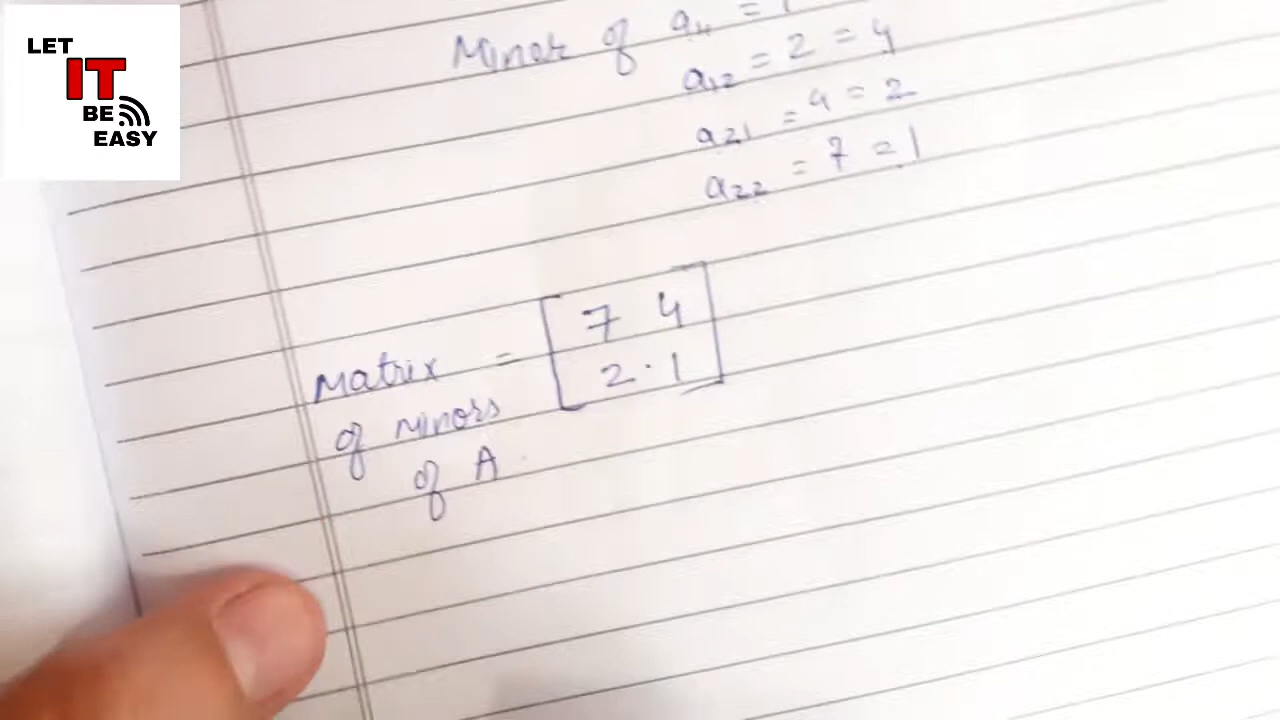 LET
IT
BE
EASY
Minor of a₁₁ =
a₁₂ = 2 = 4
a₂₁ = 4 = 2
a₂₂ = 7 = 1
Matrix = [7 4
of minors 2 . 1]
of A